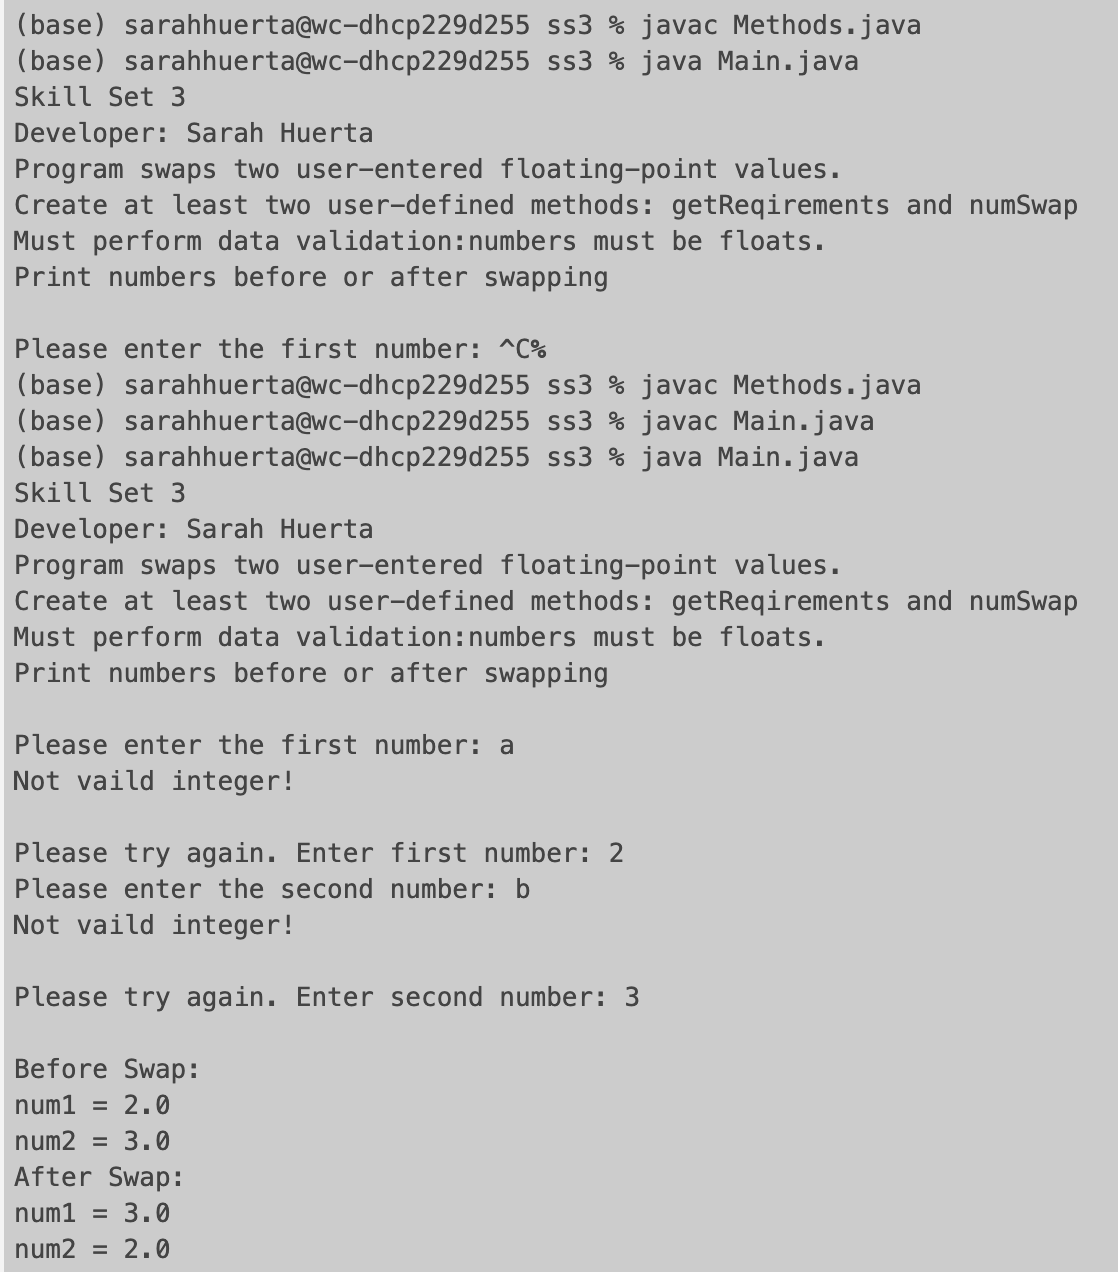 (base) sarahhuerta@wc-dhcp229d255 ss3 % javac Methods.java
(base) sarahhuerta@wc-dhcp229d255 ss3 % java Main.java
Skill Set 3
Developer: Sarah Huerta
Program swaps two user-entered floating-point values.
Create at least two user-defined methods: getReqirements and numSwap
Must perform data validation:numbers must be floats.
Print numbers before or after swapping

Please enter the first number: ^C%
(base) sarahhuerta@wc-dhcp229d255 ss3 % javac Methods.java
(base) sarahhuerta@wc-dhcp229d255 ss3 % javac Main.java
(base) sarahhuerta@wc-dhcp229d255 ss3 % java Main.java
Skill Set 3
Developer: Sarah Huerta
Program swaps two user-entered floating-point values.
Create at least two user-defined methods: getReqirements and numSwap
Must perform data validation:numbers must be floats.
Print numbers before or after swapping

Please enter the first number: a
Not vaild integer!

Please try again. Enter first number: 2
Please enter the second number: b
Not vaild integer!

Please try again. Enter second number: 3

Before Swap:
num1 = 2.0
num2 = 3.0
After Swap:
num1 = 3.0
num2 = 2.0